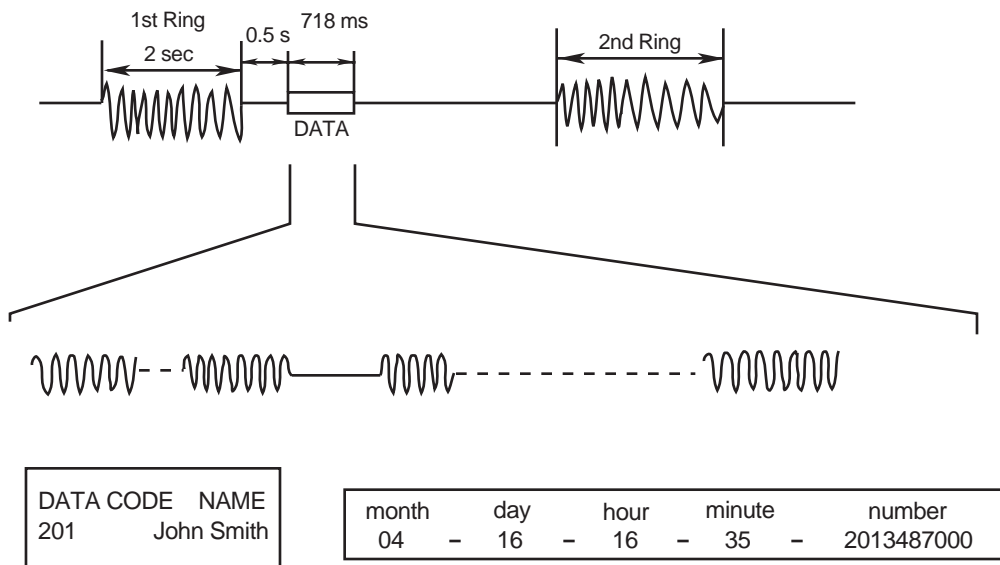 1st Ring
2 sec
0.5 s
718 ms
DATA
2nd Ring
DATA CODE NAME
201 John Smith
month day hour minute number
04 – 16 – 16 – 35 – 2013487000